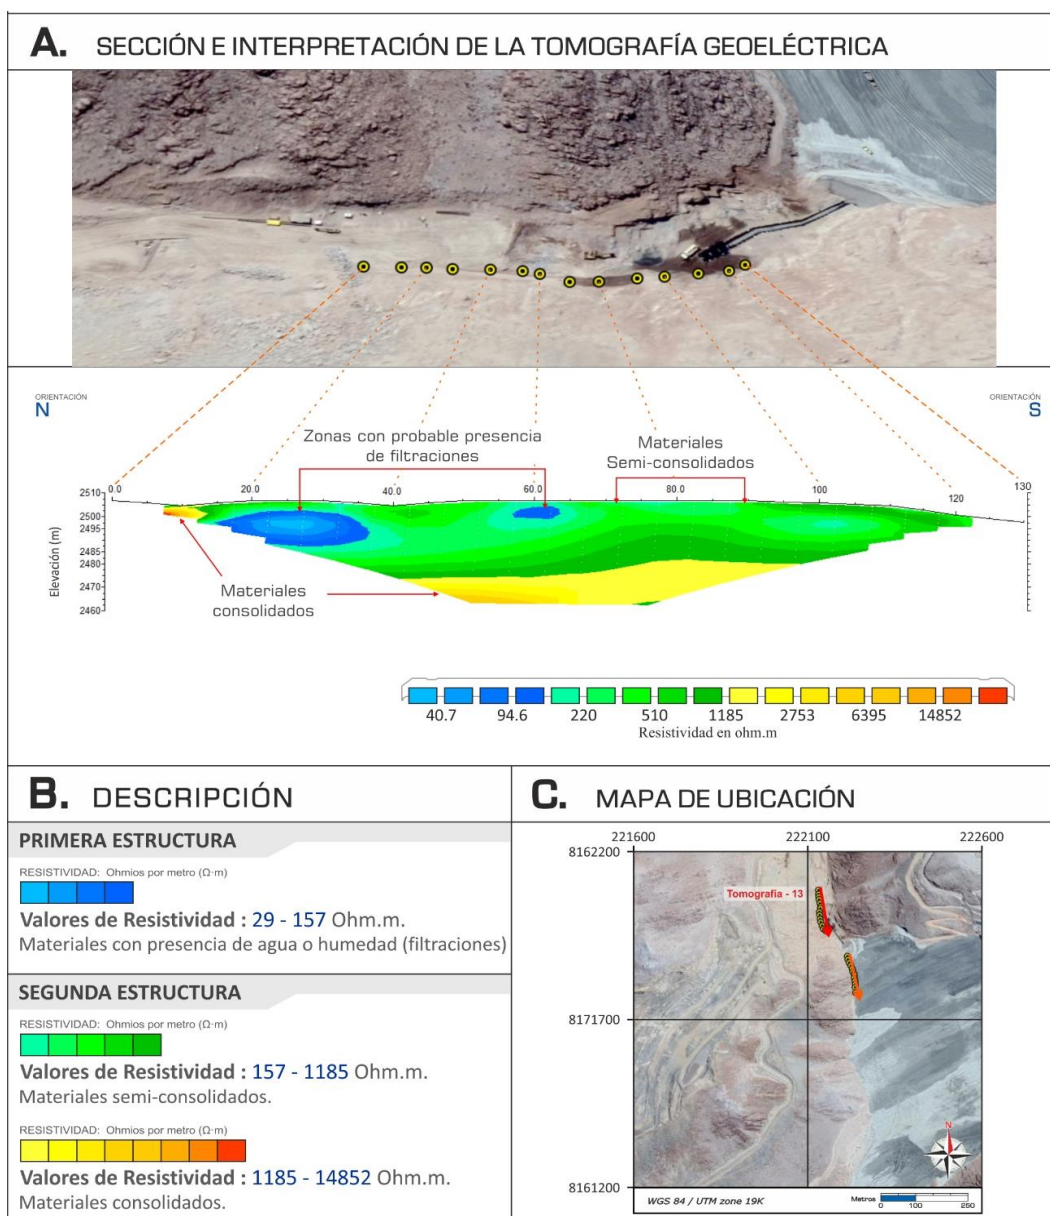 A. SECCIÓN E INTERPRETACIÓN DE LA TOMOGRAFÍA GEOELÉCTRICA
ORIENTACIÓN
N
ORIENTACIÓN
S
Zonas con probable presencia
de filtraciones
Materiales
Semi-consolidados
0.0 20.0 40.0 60.0 80.0 100 120 130
Elevación (m)
2510
2500
2495
2485
2470
2460
Materiales
consolidados
40.7 94.6 220 510 1185 2753 6395 14852
Resistividad en ohm.m
B. DESCRIPCIÓN
PRIMERA ESTRUCTURA
RESISTIVIDAD: Ohmios por metro (Ω·m)
Valores de Resistividad : 29 - 157 Ohm.m.
Materiales con presencia de agua o humedad (filtraciones)
SEGUNDA ESTRUCTURA
RESISTIVIDAD: Ohmios por metro (Ω·m)
Valores de Resistividad : 157 - 1185 Ohm.m.
Materiales semi-consolidados.
RESISTIVIDAD: Ohmios por metro (Ω·m)
Valores de Resistividad : 1185 - 14852 Ohm.m.
Materiales consolidados.
C. MAPA DE UBICACIÓN
221600 222100 222600
8162200
Tomografia - 13
8171700
8161200
N
WGS 84 / UTM zone 19K
Metros
0 100 250